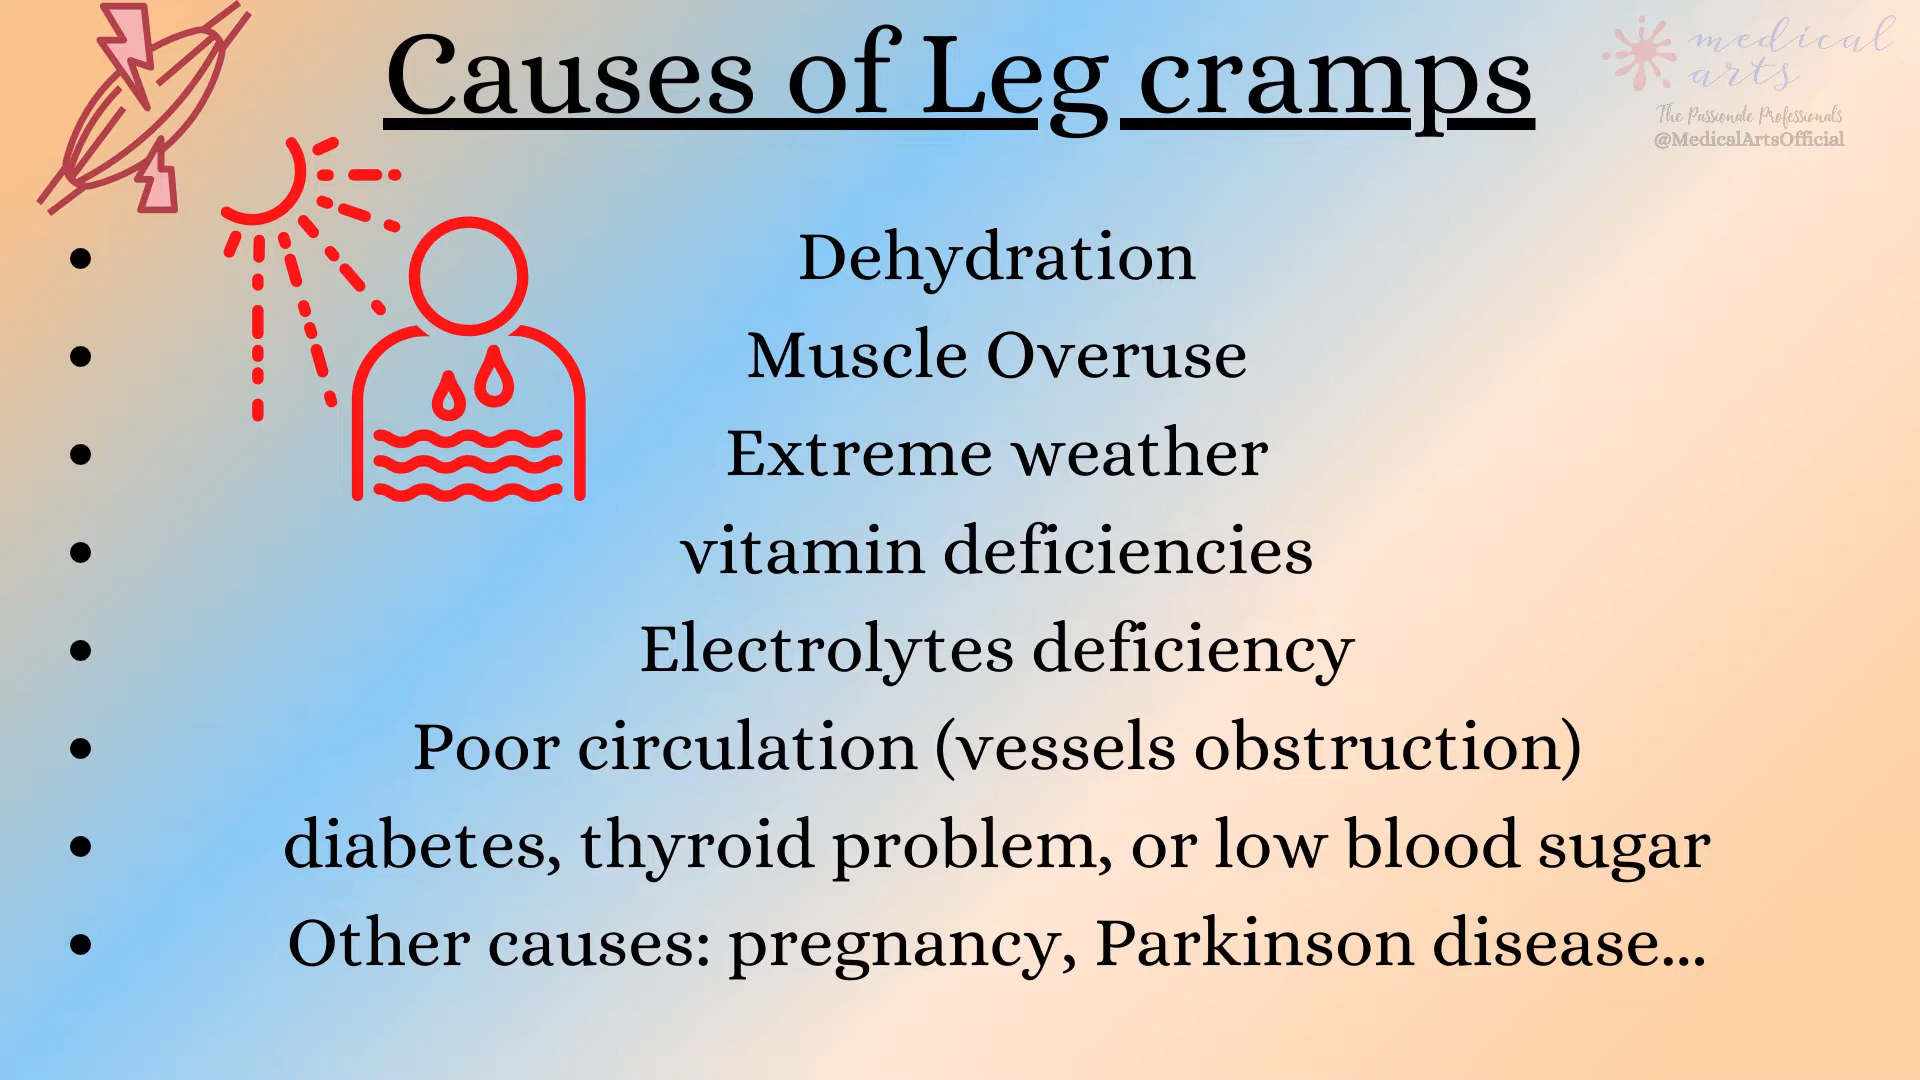 Causes of Leg cramps
medical
arts
The Passionate Professionals
@MedicalArtsOfficial
• Dehydration
• Muscle Overuse
• Extreme weather
• vitamin deficiencies
• Electrolytes deficiency
• Poor circulation (vessels obstruction)
• diabetes, thyroid problem, or low blood sugar
• Other causes: pregnancy, Parkinson disease...